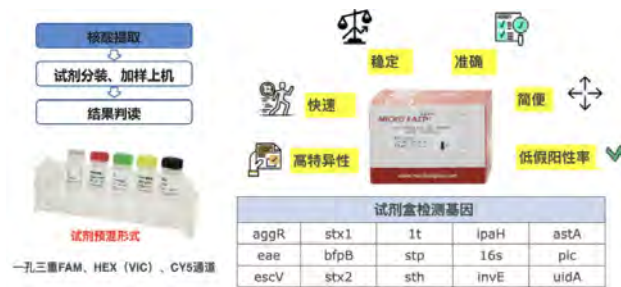 核酸提取
试剂分装、加样上机
结果判读
试剂预混形式
一孔三重FAM、HEX（VIC）、CY5通道
稳定
准确
快速
简便
高特异性
低假阳性率
试剂盒检测基因
aggR stx1 1t ipaH astA
eae bfpB stp 16s pic
escV stx2 sth invE uidA